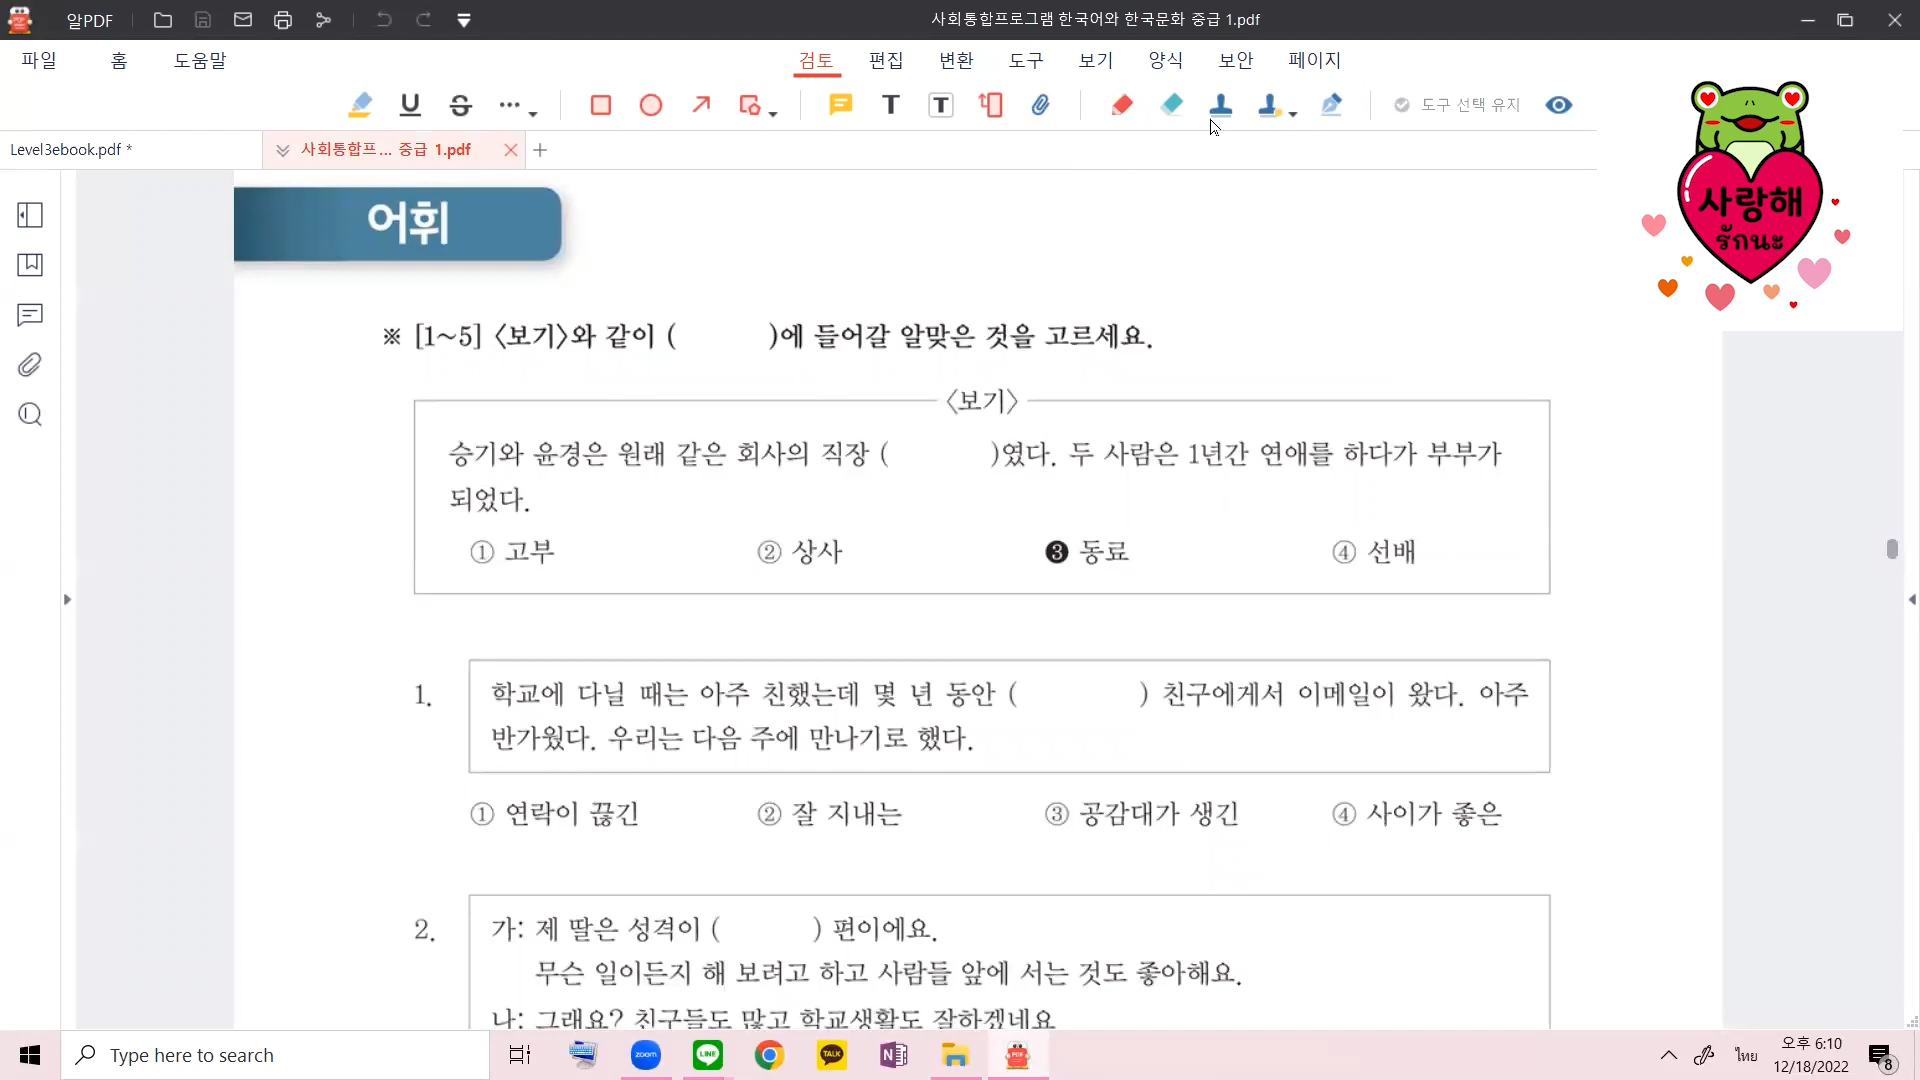 알PDF
사회통합프로그램 한국어와 한국문화 중급 1.pdf
파일 홈 도움말 검토 편집 변환 도구 보기 양식 보안 페이지
도구 선택 유지
Level3ebook.pdf *
사회통합프... 중급 1.pdf
사랑해
รักนะ
어휘
※ [1~5] 〈보기〉와 같이 ( )에 들어갈 알맞은 것을 고르세요.
〈보기〉
승기와 윤경은 원래 같은 회사의 직장 ( )였다. 두 사람은 1년간 연애를 하다가 부부가
되었다.
① 고부 ② 상사 ❸ 동료 ④ 선배
1. 학교에 다닐 때는 아주 친했는데 몇 년 동안 ( ) 친구에게서 이메일이 왔다. 아주
반가웠다. 우리는 다음 주에 만나기로 했다.
① 연락이 끊긴 ② 잘 지내는 ③ 공감대가 생긴 ④ 사이가 좋은
2. 가: 제 딸은 성격이 ( ) 편이에요.
무슨 일이든지 해 보려고 하고 사람들 앞에 서는 것도 좋아해요.
나: 그래요? 친구들도 많고 학교생활도 잘하겠네요
Type here to search
zoom
LINE
TALK
N
PDF
ไทย
오후 6:10
12/18/2022
8